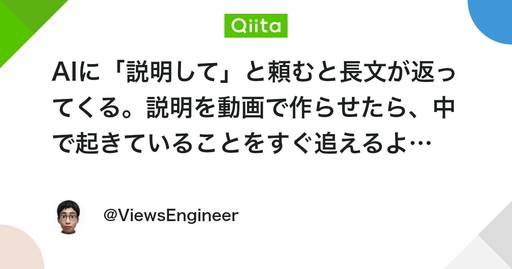 Qiita
AIに「説明して」と頼むと長文が返っ
てくる。説明を動画で作らせたら、中
で起きていることをすぐ追えるよ…
@ViewsEngineer